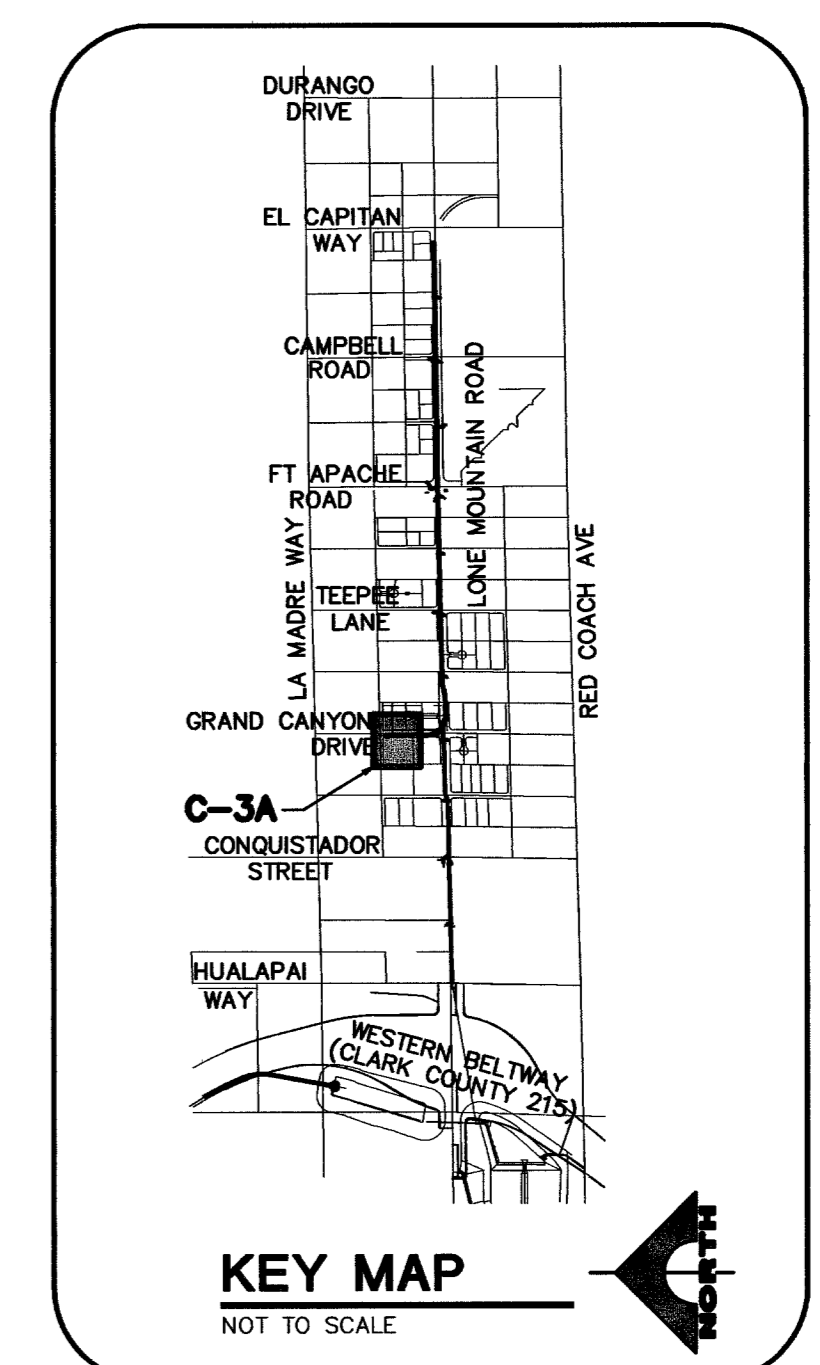 DURANGO
DRIVE
EL CAPITAN
WAY
CAMPBELL
ROAD
LONE MOUNTAIN ROAD
FT APACHE
ROAD
LA MADRE WAY
TEEPEE
LANE
RED COACH AVE
GRAND CANYON
DRIVE
C-3A
CONQUISTADOR
STREET
HUALAPAI
WAY
WESTERN BELTWAY
(CLARK COUNTY 215)
KEY MAP
NOT TO SCALE
NORTH